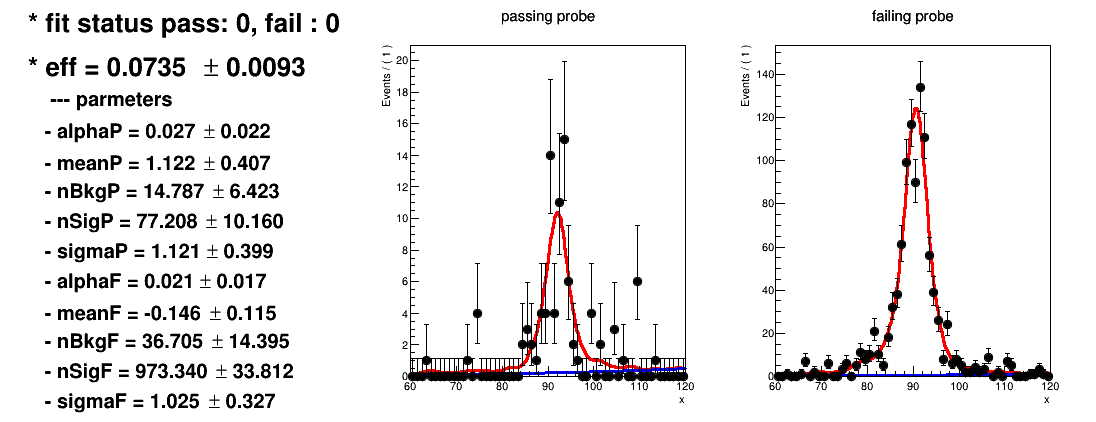 * fit status pass: 0, fail : 0
* eff = 0.0735 ± 0.0093
--- parmeters
- alphaP = 0.027 ± 0.022
- meanP = 1.122 ± 0.407
- nBkgP = 14.787 ± 6.423
- nSigP = 77.208 ± 10.160
- sigmaP = 1.121 ± 0.399
- alphaF = 0.021 ± 0.017
- meanF = -0.146 ± 0.115
- nBkgF = 36.705 ± 14.395
- nSigF = 973.340 ± 33.812
- sigmaF = 1.025 ± 0.327
passing probe
Events / ( 1 )
20
18
16
14
12
10
8
6
4
2
0
60 70 80 90 100 110 120
x
failing probe
Events / ( 1 )
140
120
100
80
60
40
20
0
60 70 80 90 100 110 120
x